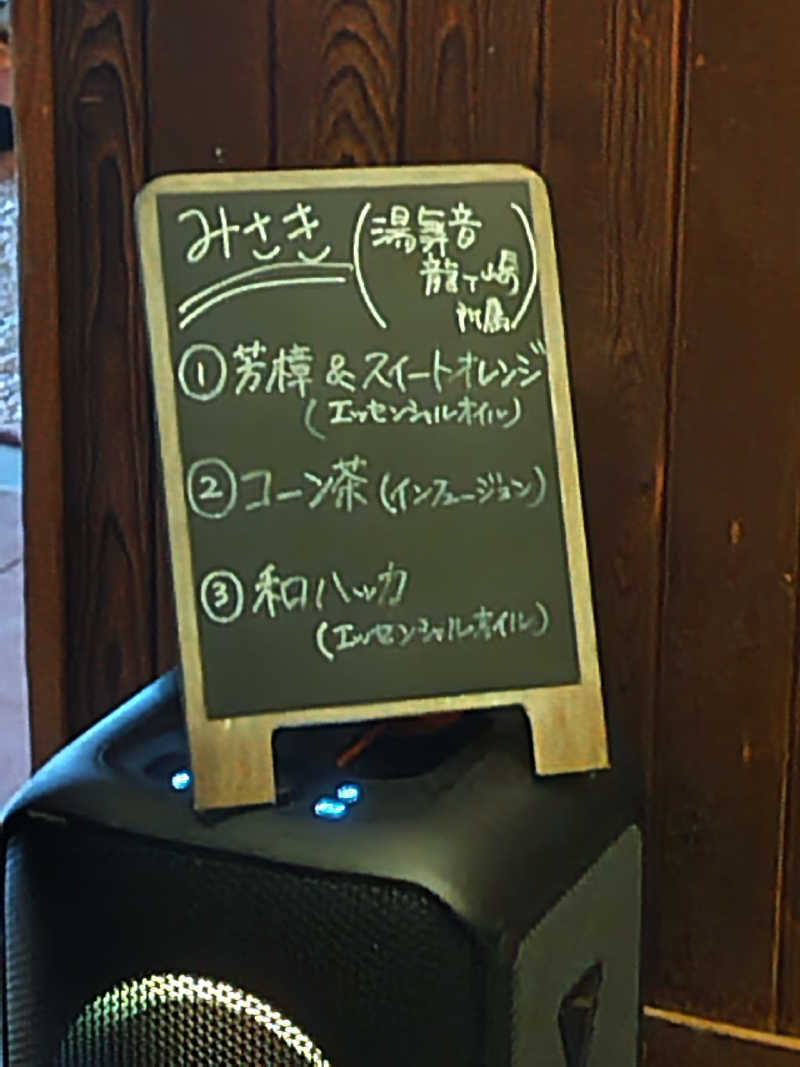 みさき (湯舞音
龍ヶ崎
所属)
① 芳樟 & スイートオレンジ
(エッセンシャルオイル)
② コーン茶 (インフュージョン)
③ 和ハッカ
(エッセンシャルオイル)